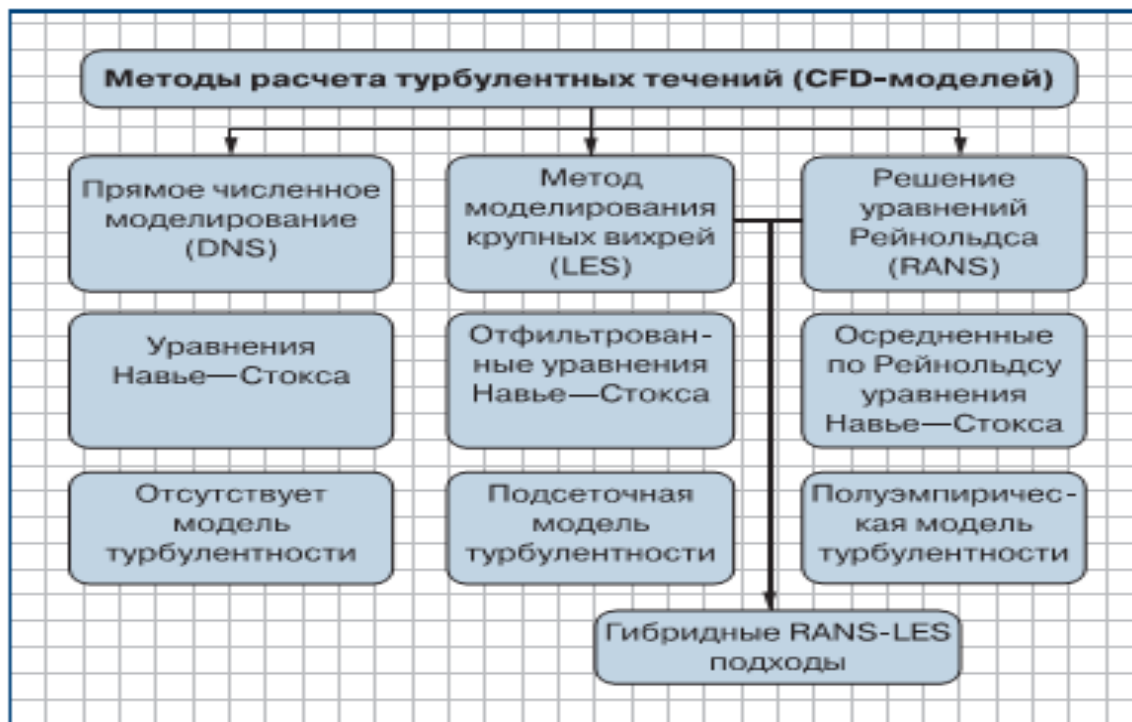 Методы расчета турбулентных течений (CFD-моделей)
Прямое численное
моделирование
(DNS)
Метод
моделирования
крупных вихрей
(LES)
Решение
уравнений
Рейнольдса
(RANS)
Уравнения
Навье—Стокса
Отфильтрован-
ные уравнения
Навье—Стокса
Осредненные
по Рейнольдсу
уравнения
Навье—Стокса
Отсутствует
модель
турбулентности
Подсеточная
модель
турбулентности
Полуэмпиричес-
кая модель
турбулентности
Гибридные RANS-LES
подходы